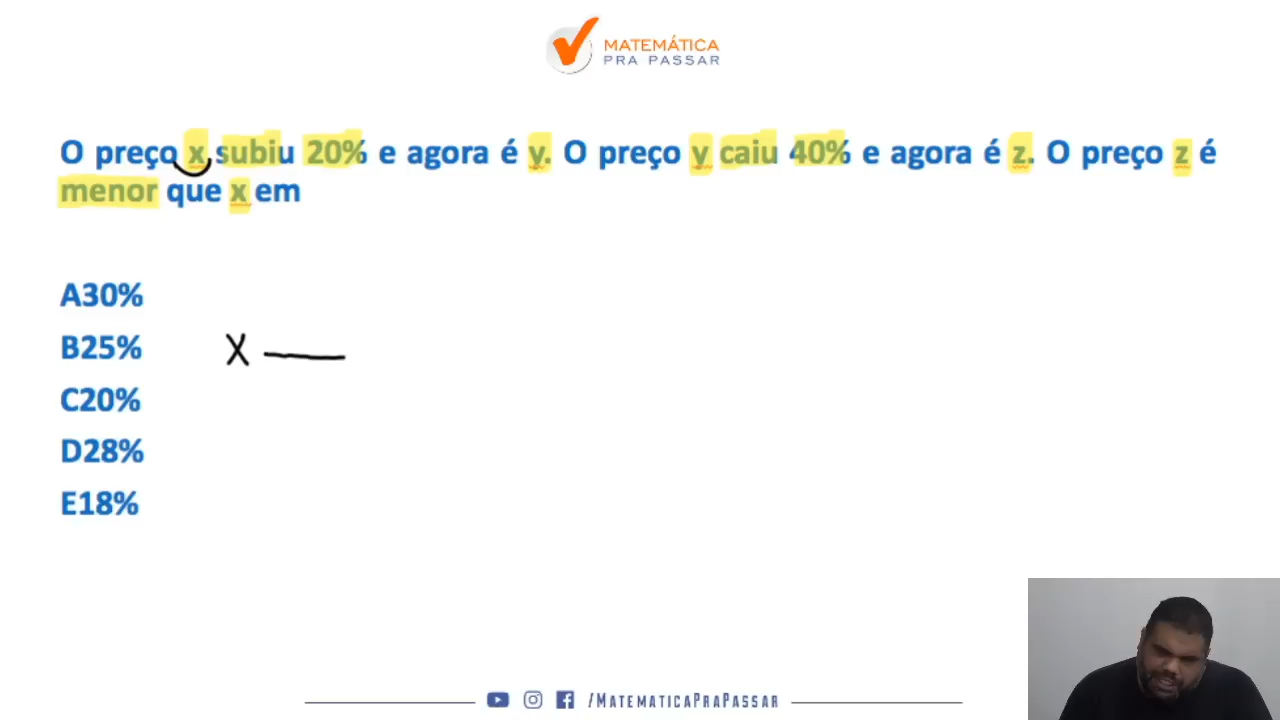 MATEMÁTICA
PRA PASSAR
O preço x subiu 20% e agora é y. O preço y caiu 40% e agora é z. O preço z é
menor que x em
A30%
B25%
X
C20%
D28%
E18%
/MatematicaPraPassar